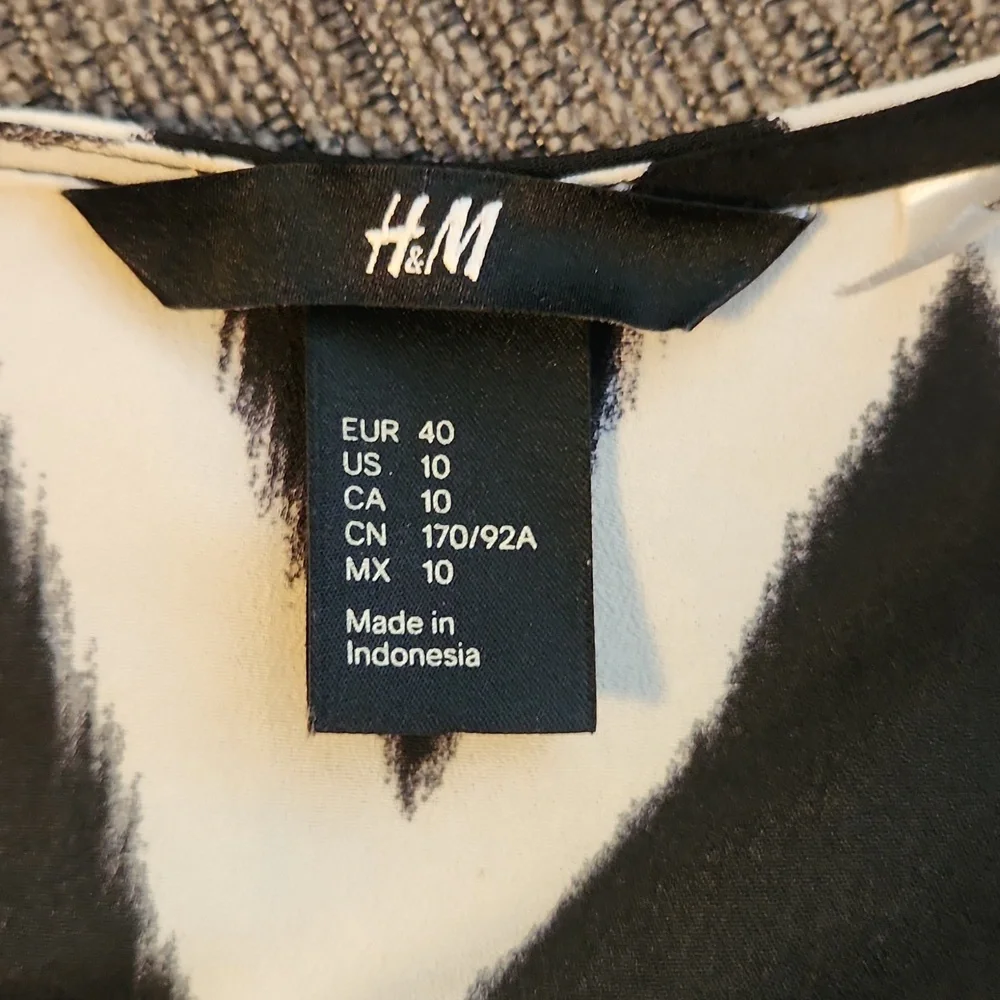 H&M
EUR 40
US 10
CA 10
CN 170/92A
MX 10
Made in
Indonesia